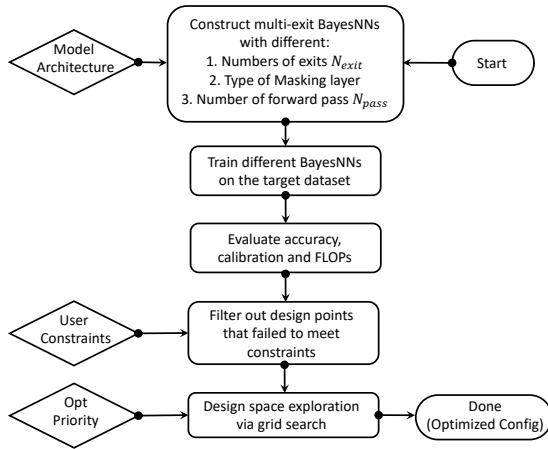 Construct multi-exit BayesNNs
with different:
1. Numbers of exits N_exit
2. Type of Masking layer
3. Number of forward pass N_pass
Model
Architecture
Start
Train different BayesNNs
on the target dataset
Evaluate accuracy,
calibration and FLOPs
User
Constraints
Filter out design points
that failed to meet
constraints
Opt
Priority
Design space exploration
via grid search
Done
(Optimized Config)